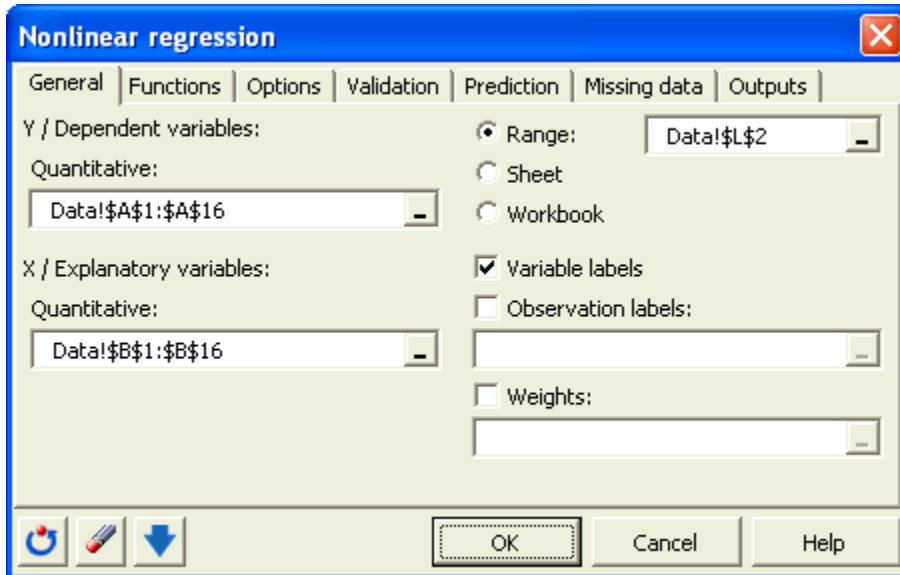 Nonlinear regression
General Functions Options Validation Prediction Missing data Outputs
Y / Dependent variables:
Quantitative:
Data!$A$1:$A$16
X / Explanatory variables:
Quantitative:
Data!$B$1:$B$16
Range: Data!$L$2
Sheet
Workbook
Variable labels
Observation labels:
Weights:
OK Cancel Help